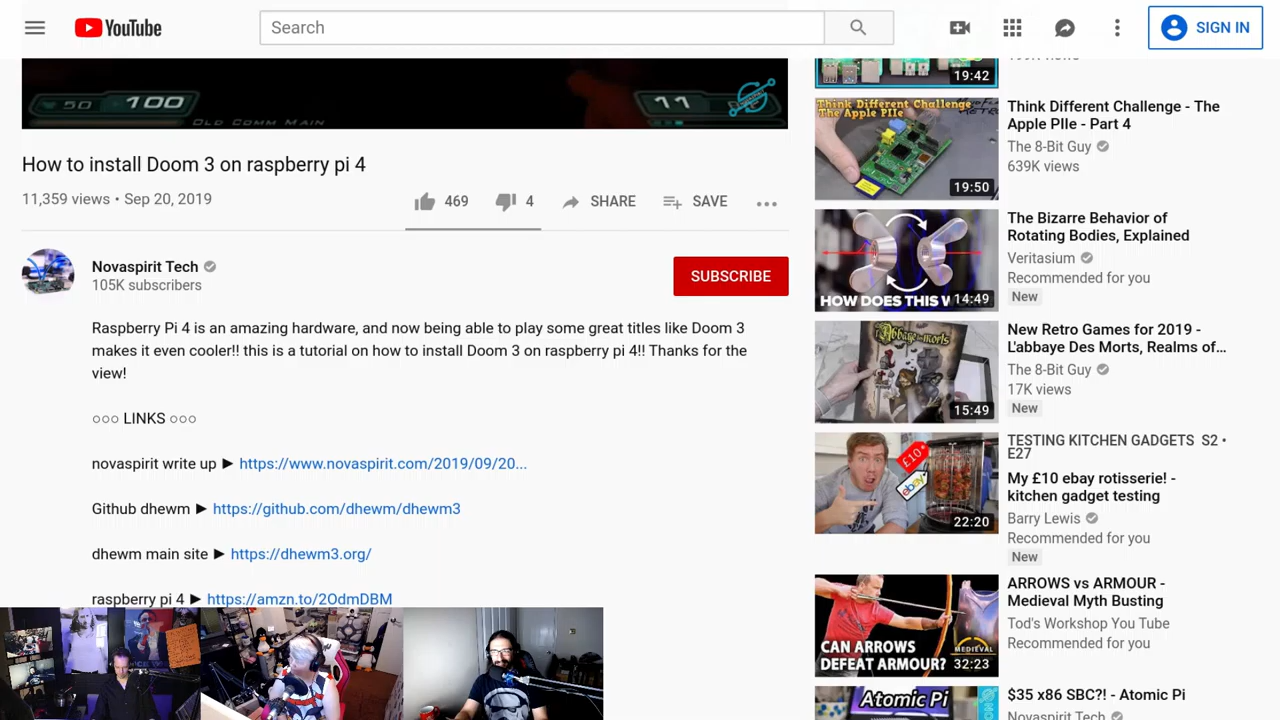 YouTube
Search
SIGN IN
50
100
OLD COMM MAIN
11
How to install Doom 3 on raspberry pi 4
11,359 views • Sep 20, 2019
469
4
SHARE
SAVE
Novaspirit Tech
105K subscribers
SUBSCRIBE
Raspberry Pi 4 is an amazing hardware, and now being able to play some great titles like Doom 3
makes it even cooler!! this is a tutorial on how to install Doom 3 on raspberry pi 4!! Thanks for the
view!
○○○ LINKS ○○○
novaspirit write up ► https://www.novaspirit.com/2019/09/20...
Github dhewm ► https://github.com/dhewm/dhewm3
dhewm main site ► https://dhewm3.org/
raspberry pi 4 ► https://amzn.to/2OdmDBM
19:42
Think Different Challenge
The Apple PIIe
19:50
Think Different Challenge - The
Apple PIIe - Part 4
The 8-Bit Guy
639K views
HOW DOES THIS W
14:49
The Bizarre Behavior of
Rotating Bodies, Explained
Veritasium
Recommended for you
New
15:49
New Retro Games for 2019 -
L'abbaye Des Morts, Realms of...
The 8-Bit Guy
17K views
New
£10
ebay
22:20
TESTING KITCHEN GADGETS S2 •
E27
My £10 ebay rotisserie! -
kitchen gadget testing
Barry Lewis
Recommended for you
New
CAN ARROWS
DEFEAT ARMOUR?
MEDIEVAL
32:23
ARROWS vs ARMOUR -
Medieval Myth Busting
Tod's Workshop You Tube
Recommended for you
Atomic Pi
$35 x86 SBC?! - Atomic Pi
Novaspirit Tech